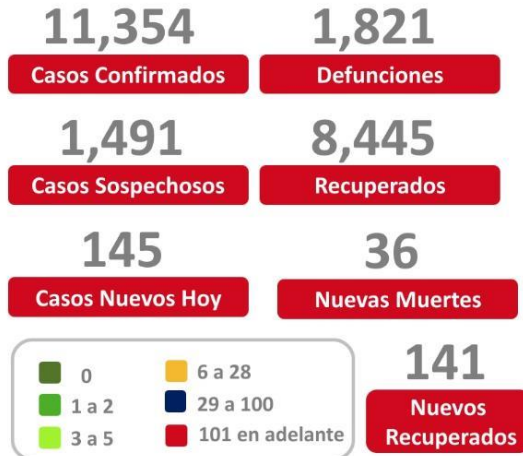 11,354
Casos Confirmados
1,821
Defunciones
1,491
Casos Sospechosos
8,445
Recuperados
145
Casos Nuevos Hoy
36
Nuevas Muertes
0
1 a 2
3 a 5
6 a 28
29 a 100
101 en adelante
141
Nuevos
Recuperados